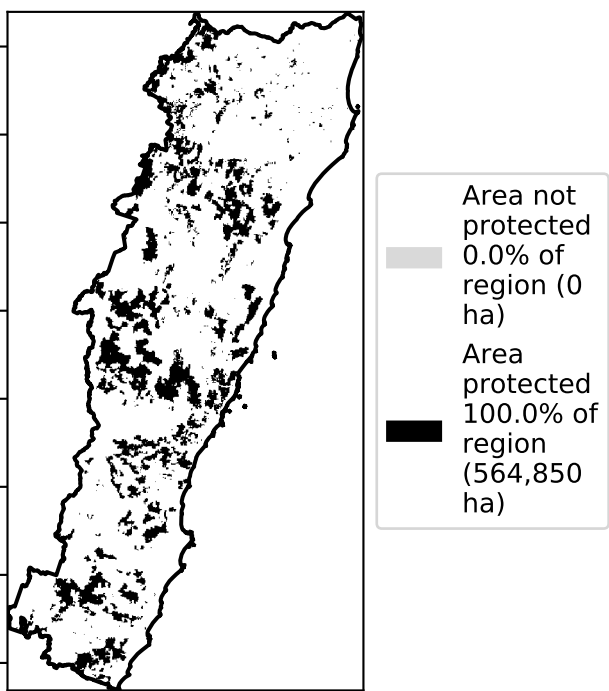 Area not
protected
0.0% of
region (0
ha)
Area
protected
100.0% of
region
(564,850
ha)